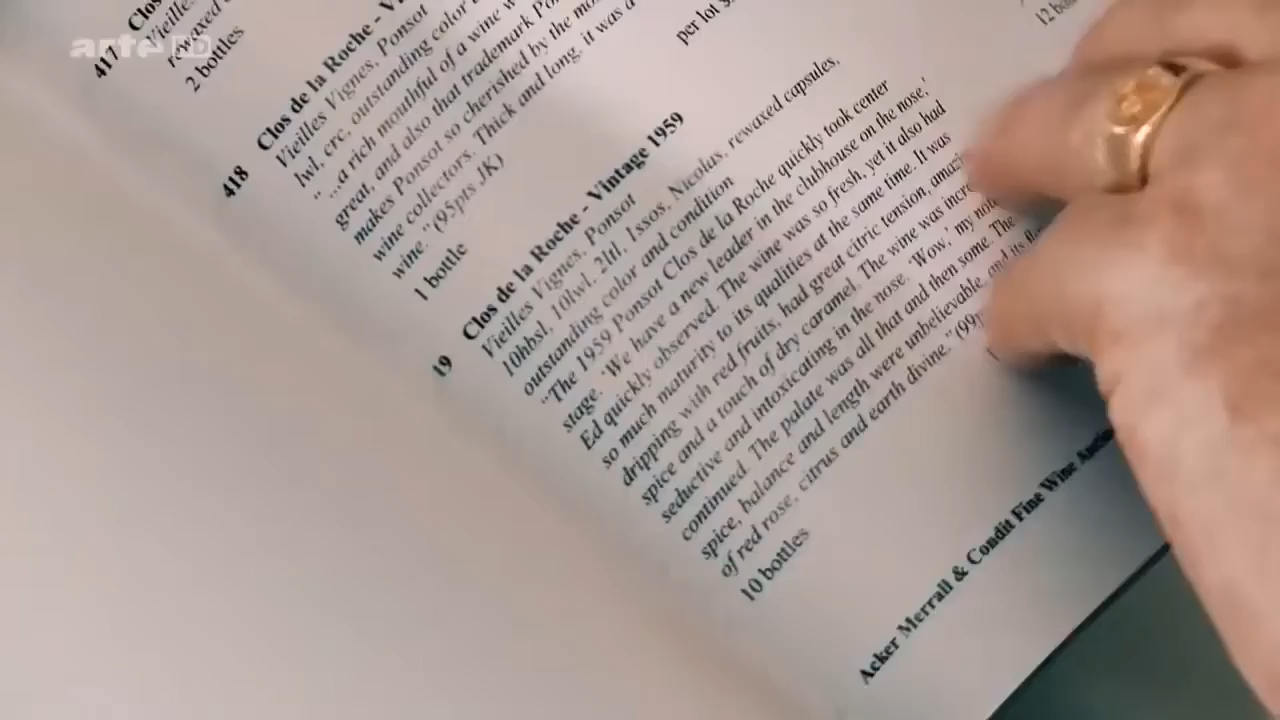 arte HD
417
Clos
Vieille
rewaxed
2 bottles
418
Clos de la Roche - V
Vieilles Vignes, Ponsot
lwl, crc, outstanding color
"...a rich mouthful of a wine w
great, and also that trademark Po
makes Ponsot so cherished by the mo
wine collectors. Thick and long, it was a
wine." (95pts JK)
1 bottle
per lot
12 bo
19
Clos de la Roche - Vintage 1959
Vieilles Vignes, Ponsot
10hbsl, 10lwl, 2ltl, 1ssos, Nicolas, rewaxed capsules,
outstanding color and condition
"The 1959 Ponsot Clos de la Roche quickly took center
stage. 'We have a new leader in the clubhouse on the nose,'
Ed quickly observed. The wine was so fresh, yet it also had
so much maturity to its qualities at the same time. It was
dripping with red fruits, had great citric tension, amazi
spice and a touch of dry caramel. The wine was incre
seductive and intoxicating in the nose. 'Wow,' my not
continued. The palate was all that and then some. The
spice, balance and length were unbelievable, and its fl
of red rose, citrus and earth divine." (99p
10 bottles
Acker Merrall & Condit Fine Wine Aucti